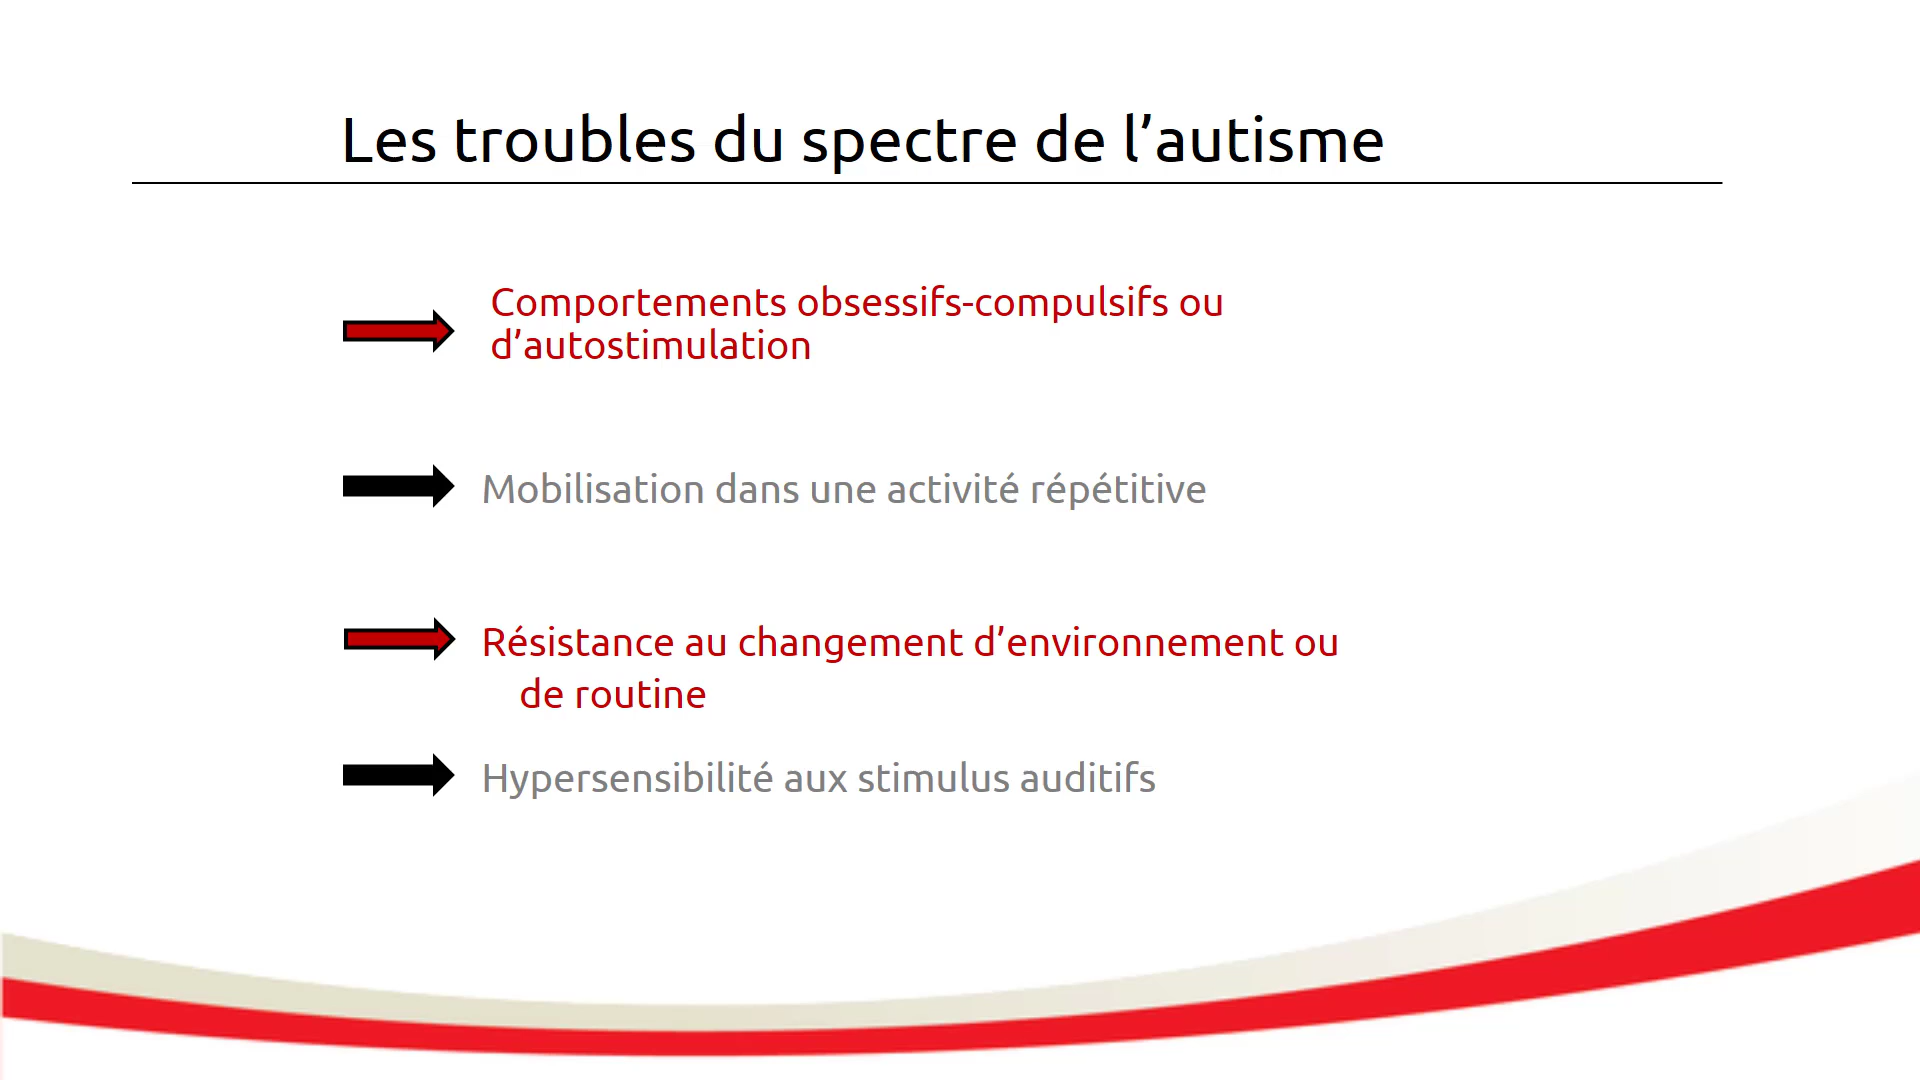 Les troubles du spectre de l’autisme
Comportements obsessifs-compulsifs ou
d’autostimulation
Mobilisation dans une activité répétitive
Résistance au changement d’environnement ou
de routine
Hypersensibilité aux stimulus auditifs